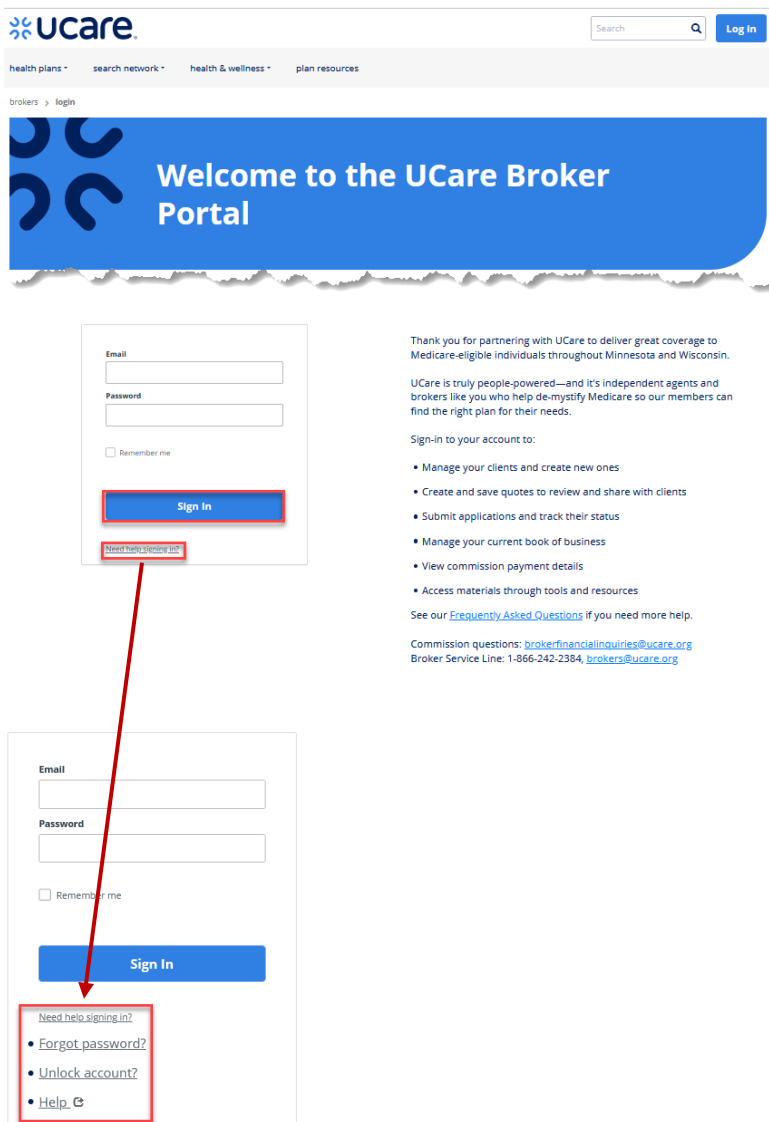 ucare.
Search
Log In
health plans
search network
health & wellness
plan resources
brokers > login
Welcome to the UCare Broker
Portal
Email
Password
Remember me
Sign In
Need help signing in?
Thank you for partnering with UCare to deliver great coverage to
Medicare-eligible individuals throughout Minnesota and Wisconsin.
UCare is truly people-powered—and it's independent agents and
brokers like you who help de-mystify Medicare so our members can
find the right plan for their needs.
Sign-in to your account to:
• Manage your clients and create new ones
• Create and save quotes to review and share with clients
• Submit applications and track their status
• Manage your current book of business
• View commission payment details
• Access materials through tools and resources
See our Frequently Asked Questions if you need more help.
Commission questions: brokerfinancialinquiries@ucare.org
Broker Service Line: 1-866-242-2384, brokers@ucare.org
Email
Password
Remember me
Sign In
Need help signing in?
• Forgot password?
• Unlock account?
• Help